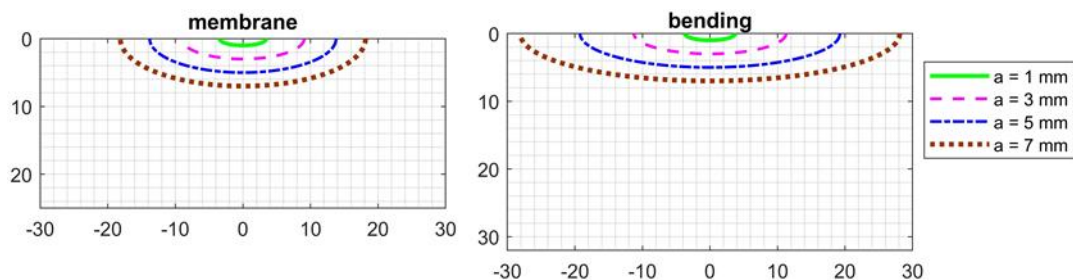 membrane
0
10
20
-30 -20 -10 0 10 20 30
bending
0
10
20
30
-30 -20 -10 0 10 20 30
a = 1 mm
a = 3 mm
a = 5 mm
a = 7 mm